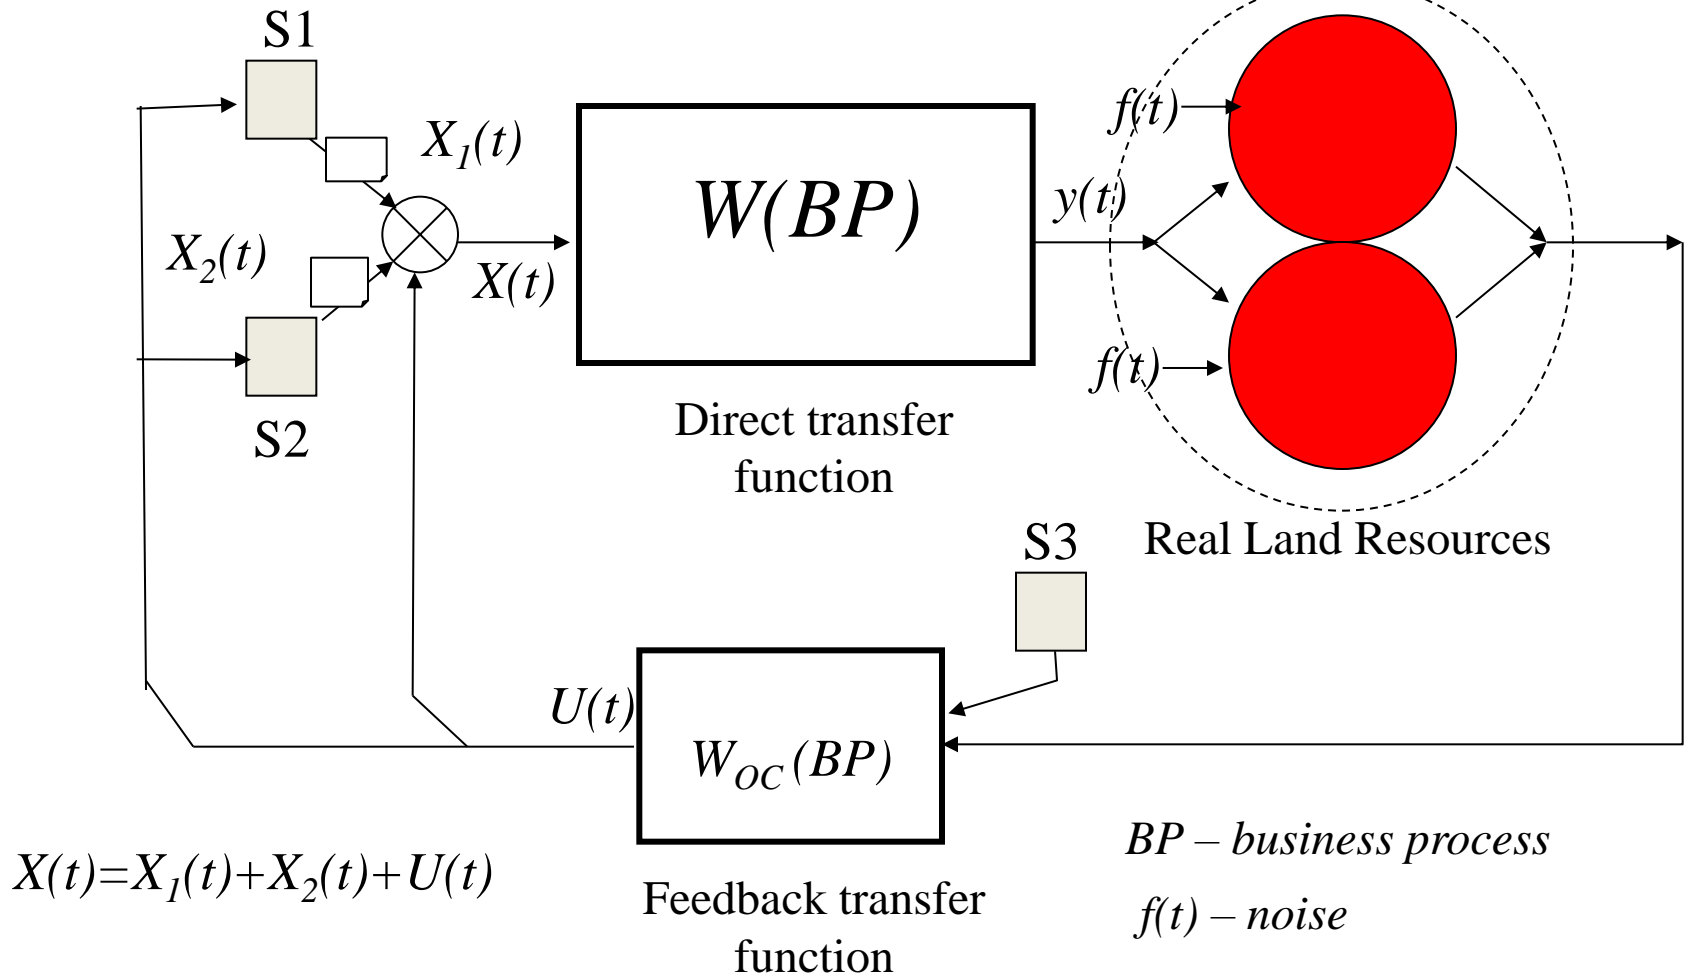 S1
X1(t)
f(t)
W(BP)
y(t)
X2(t)
X(t)
f(t)
S2
Direct transfer
function
S3
Real Land Resources
U(t)
WOC (BP)
BP – business process
X(t)=X1(t)+X2(t)+U(t)
Feedback transfer
function
f(t) – noise